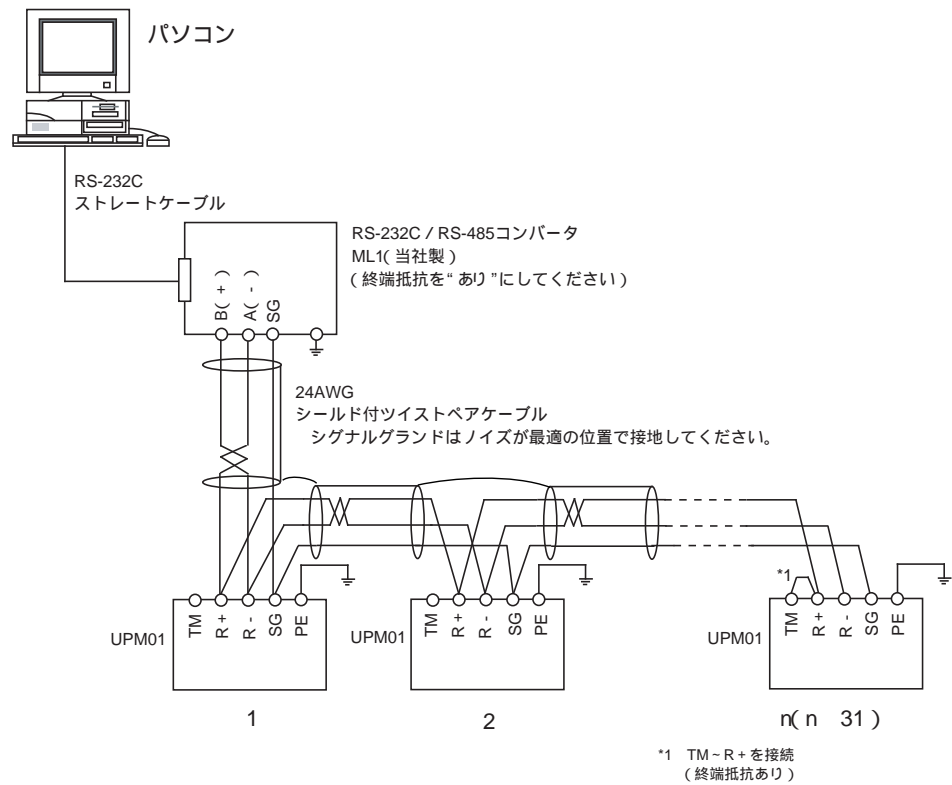 パソコン
RS-232C
ストレートケーブル
RS-232C / RS-485コンバータ
ML1(当社製)
(終端抵抗を“あり”にしてください)
B( + )
A( - )
SG
24AWG
シールド付ツイストペアケーブル
シグナルグランドはノイズが最適の位置で接地してください。
*1
UPM01
TM
R +
R -
SG
PE
UPM01
TM
R +
R -
SG
PE
UPM01
TM
R +
R -
SG
PE
1
2
n( n 31 )
*1 TM~R+を接続
(終端抵抗あり)